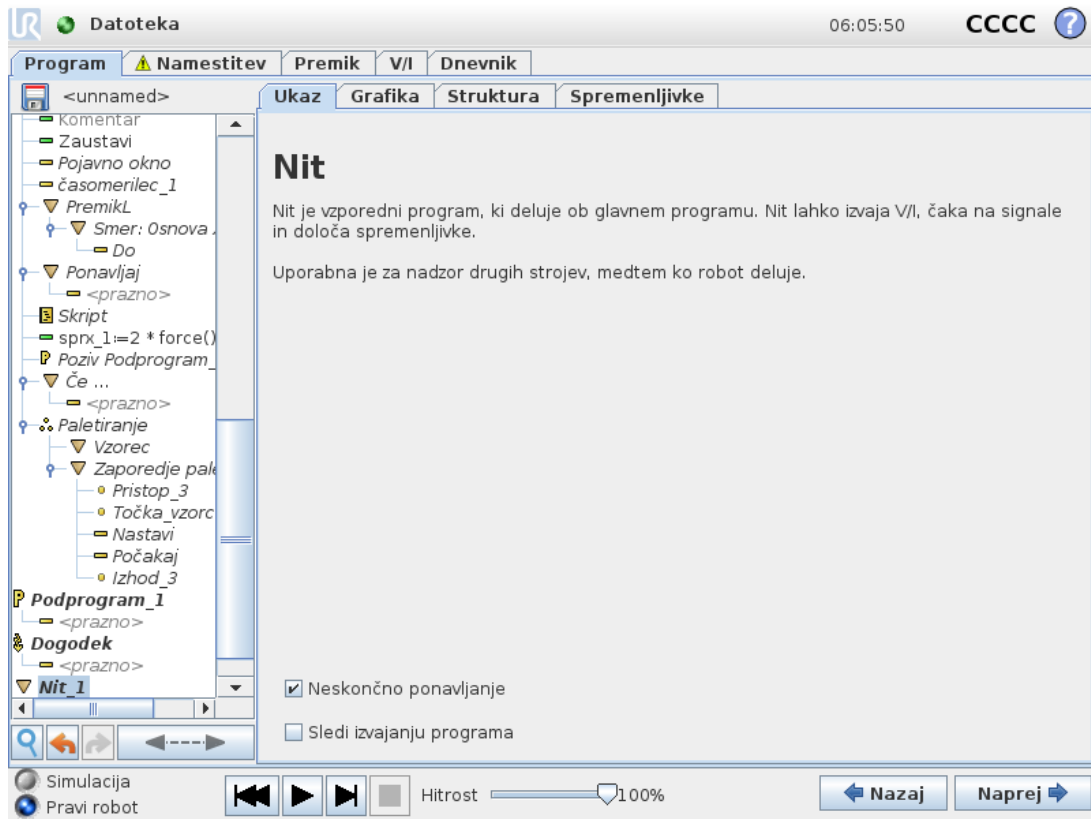 UR Datoteka 06:05:50 CCCC ?
Program Namestitev Premik V/I Dnevnik
<unnamed> Ukaz Grafika Struktura Spremenljivke
Komentar
Zaustavi
Pojavno okno
časomerilec_1
PremikL
Smer: Osnova
Do
Ponavljaj
<prazno>
Skript
sprx_1:=2 * force()
Poziv Podprogram_
Če ...
<prazno>
Paletiranje
Vzorec
Zaporedje pale
Pristop_3
Točka_vzorc
Nastavi
Počakaj
Izhod_3
Podprogram_1
<prazno>
Dogodek
<prazno>
Nit_1
Nit
Nit je vzporedni program, ki deluje ob glavnem programu. Nit lahko izvaja V/I, čaka na signale
in določa spremenljivke.
Uporabna je za nadzor drugih strojev, medtem ko robot deluje.
Neskončno ponavljanje
Sledi izvajanju programa
Simulacija
Pravi robot
Hitrost 100%
Nazaj Naprej